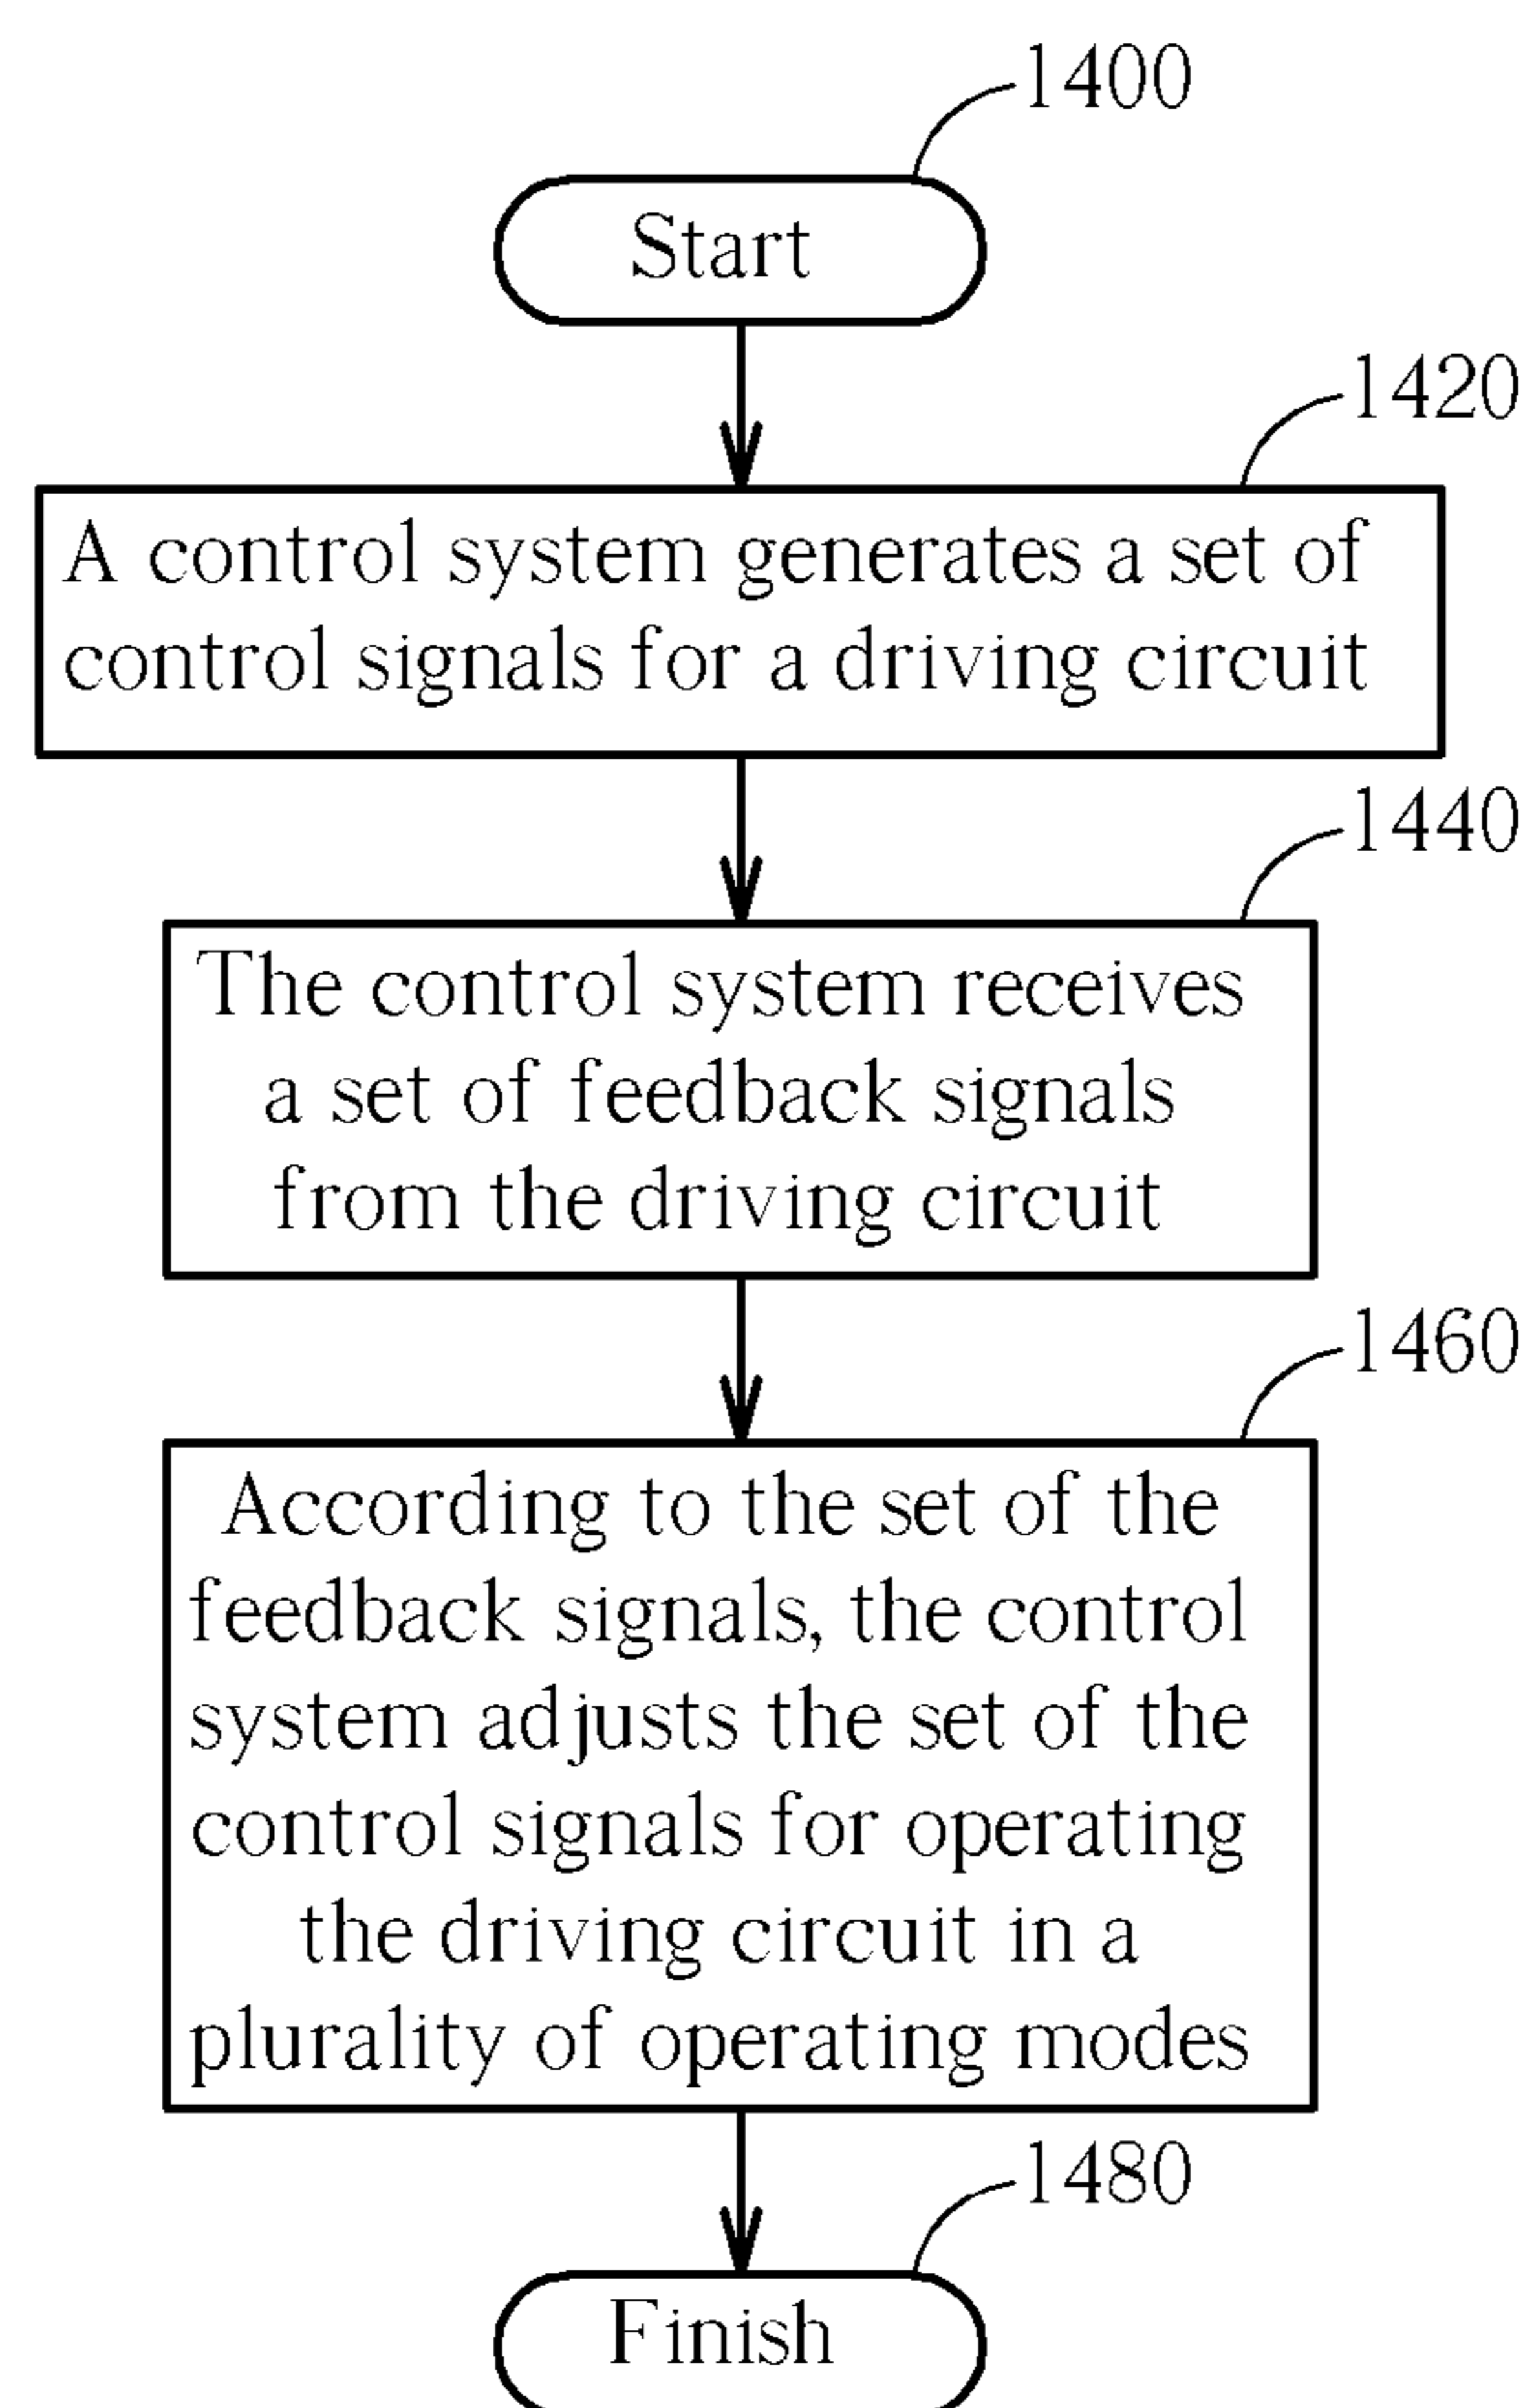 1400
Start
1420
A control system generates a set of
control signals for a driving circuit
1440
The control system receives
a set of feedback signals
from the driving circuit
1460
According to the set of the
feedback signals, the control
system adjusts the set of the
control signals for operating
the driving circuit in a
plurality of operating modes
1480
Finish